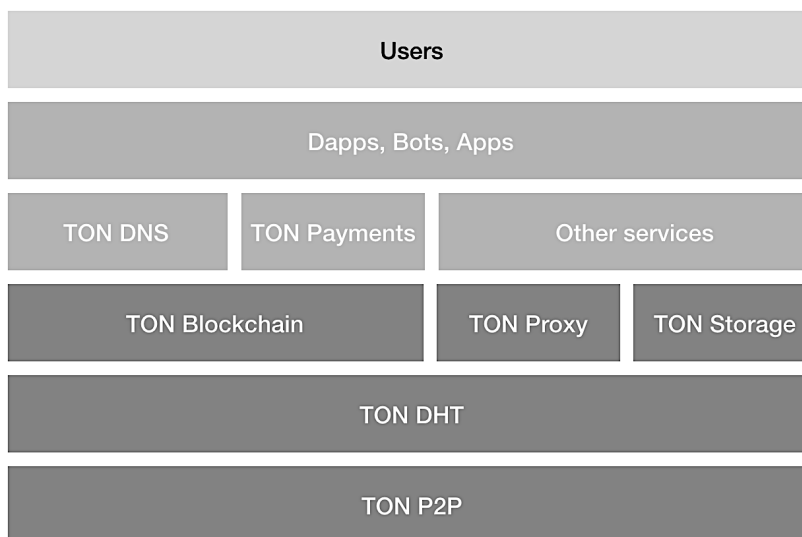 Users
Dapps, Bots, Apps
TON DNS
TON Payments
Other services
TON Blockchain
TON Proxy
TON Storage
TON DHT
TON P2P